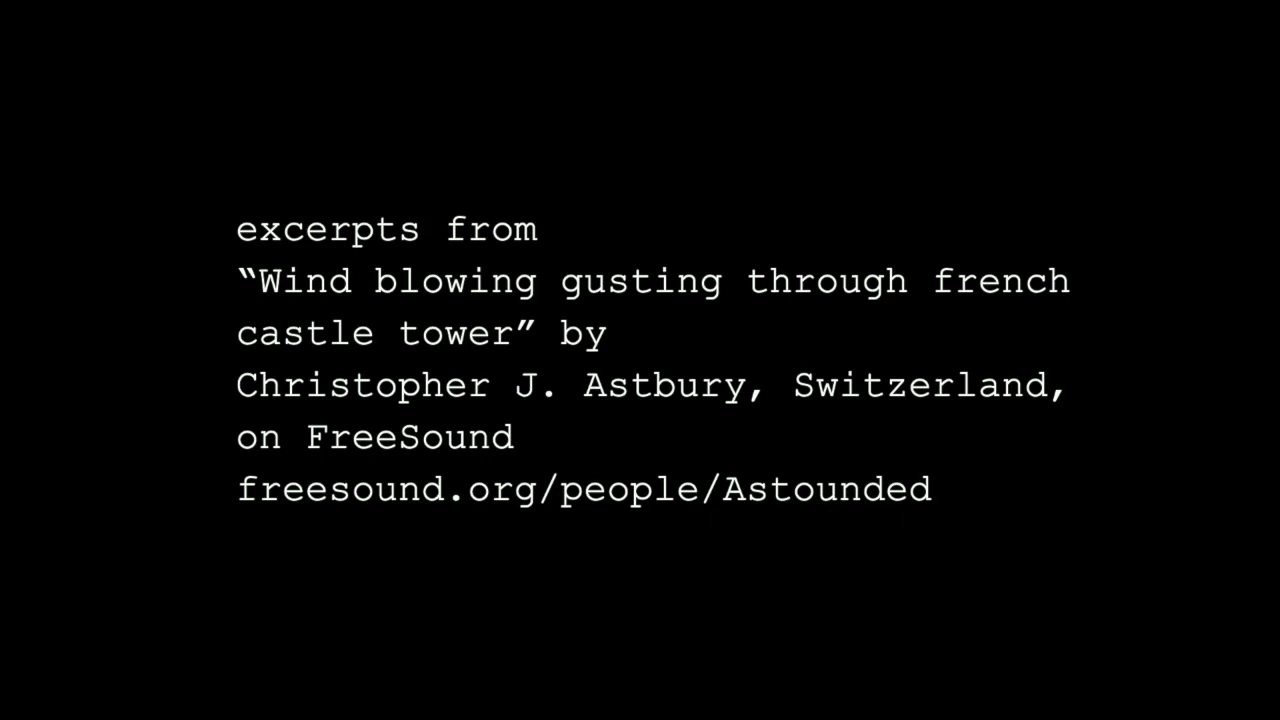 excerpts from
“Wind blowing gusting through french
castle tower” by
Christopher J. Astbury, Switzerland,
on FreeSound
freesound.org/people/Astounded